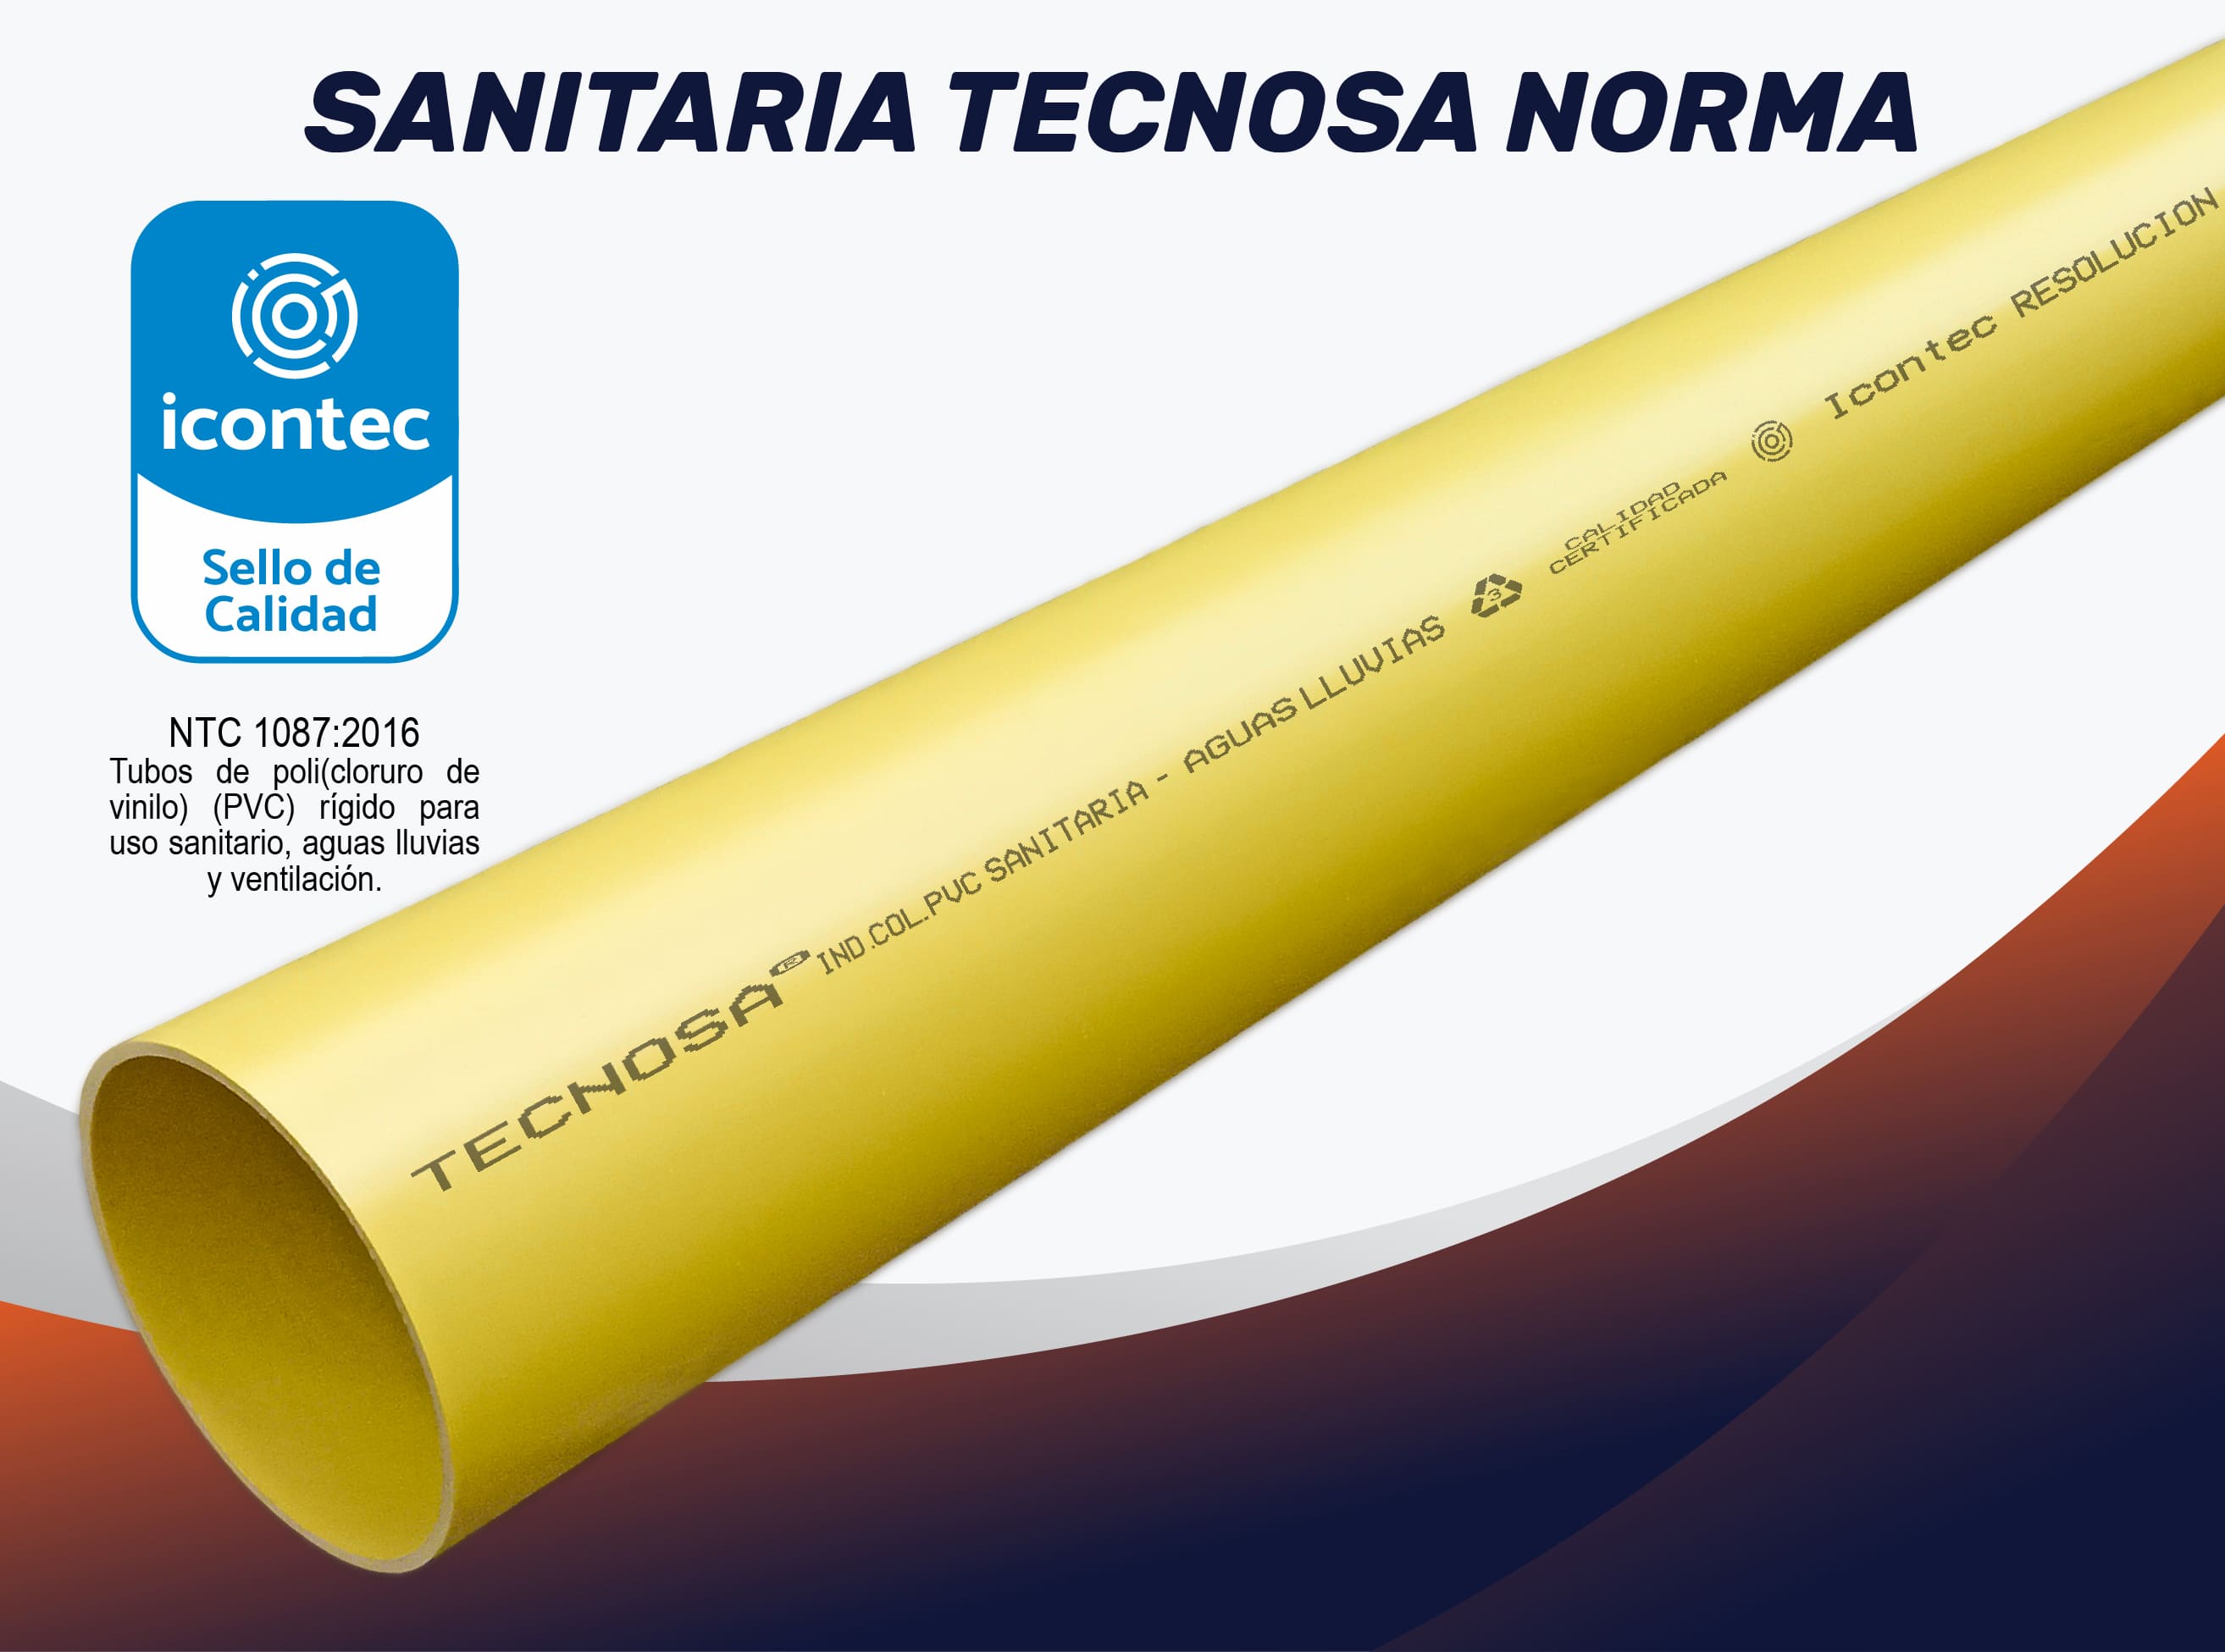 SANITARIA TECNOSA NORMA
icontec
Sello de
Calidad
NTC 1087:2016
Tubos de poli(cloruro de
vinilo) (PVC) rígido para
uso sanitario, aguas lluvias
y ventilación.
TECNOSA® IND.COL.PVC SANITARIA - AGUAS LLUVIAS 3 CALIDAD
CERTIFICADA Icontec RESOLUCION